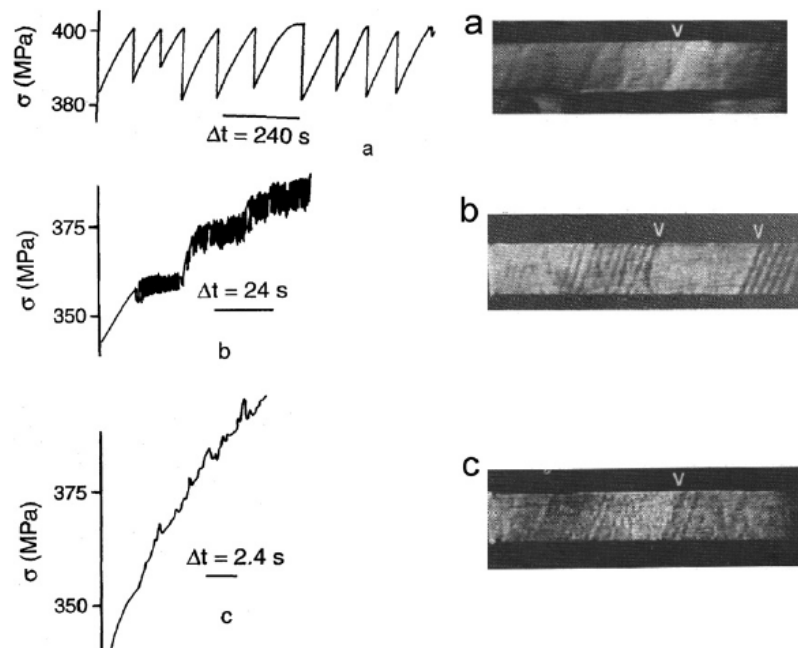 400
380
σ (MPa)
Δt = 240 s
a
a
v
375
350
σ (MPa)
Δt = 24 s
b
b
v v
375
350
σ (MPa)
Δt = 2.4 s
c
c
v